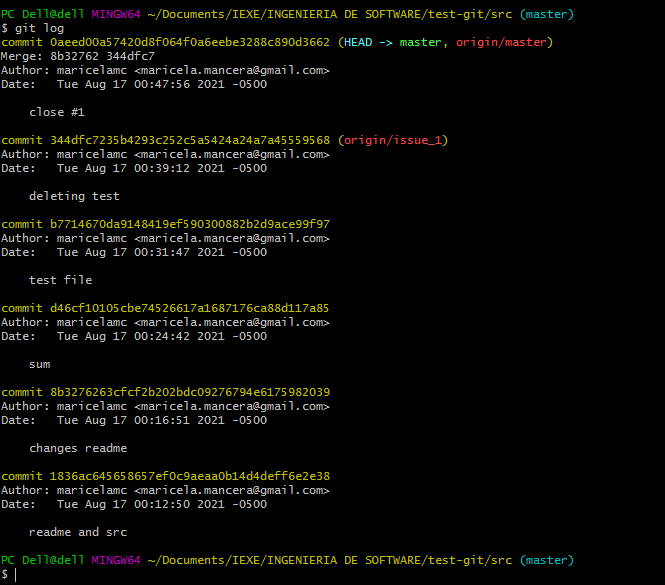 PC Dell@dell MINGW64 ~/Documents/IEXE/INGENIERIA DE SOFTWARE/test-git/src (master)
$ git log
commit 0aeed00a57420d8f064f0a6eebe3288c890d3662 (HEAD -> master, origin/master)
Merge: 8b32762 344dfc7
Author: maricelamc <maricela.mancera@gmail.com>
Date:   Tue Aug 17 00:47:56 2021 -0500
    close #1
commit 344dfc7235b4293c252c5a5424a24a7a45559568 (origin/issue_1)
Author: maricelamc <maricela.mancera@gmail.com>
Date:   Tue Aug 17 00:39:12 2021 -0500
    deleting test
commit b7714670da9148419ef590300882b2d9ace99f97
Author: maricelamc <maricela.mancera@gmail.com>
Date:   Tue Aug 17 00:31:47 2021 -0500
    test file
commit d46cf10105cbe74526617a1687176ca88d117a85
Author: maricelamc <maricela.mancera@gmail.com>
Date:   Tue Aug 17 00:24:42 2021 -0500
    sum
commit 8b3276263cfcf2b202bdc09276794e6175982039
Author: maricelamc <maricela.mancera@gmail.com>
Date:   Tue Aug 17 00:16:51 2021 -0500
    changes readme
commit 1836ac645658657ef0c9aeaa0b14d4deff6e2e38
Author: maricelamc <maricela.mancera@gmail.com>
Date:   Tue Aug 17 00:12:50 2021 -0500
    readme and src
PC Dell@dell MINGW64 ~/Documents/IEXE/INGENIERIA DE SOFTWARE/test-git/src (master)
$